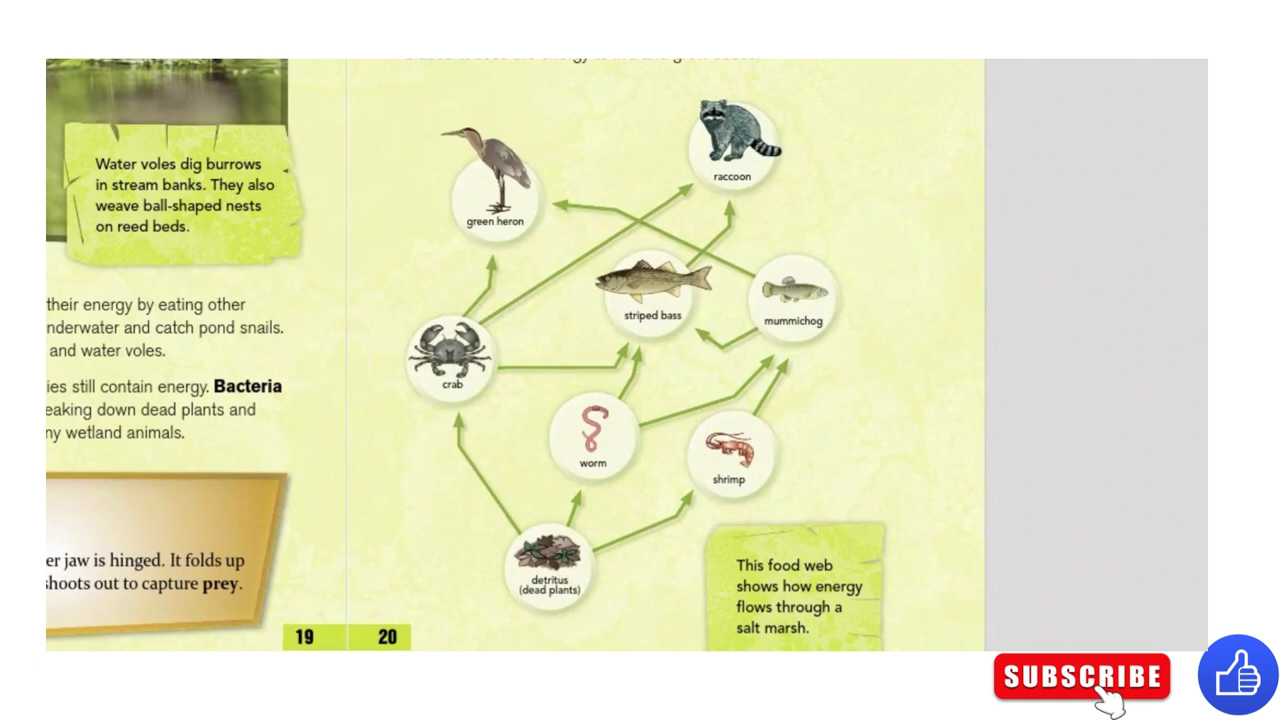 Water voles dig burrows
in stream banks. They also
weave ball-shaped nests
on reed beds.
their energy by eating other
nderwater and catch pond snails.
and water voles.
ies still contain energy. Bacteria
eaking down dead plants and
ny wetland animals.
er jaw is hinged. It folds up
shoots out to capture prey.
19
raccoon
green heron
striped bass
mummichog
crab
worm
shrimp
detritus
(dead plants)
This food web
shows how energy
flows through a
salt marsh.
20
SUBSCRIBE